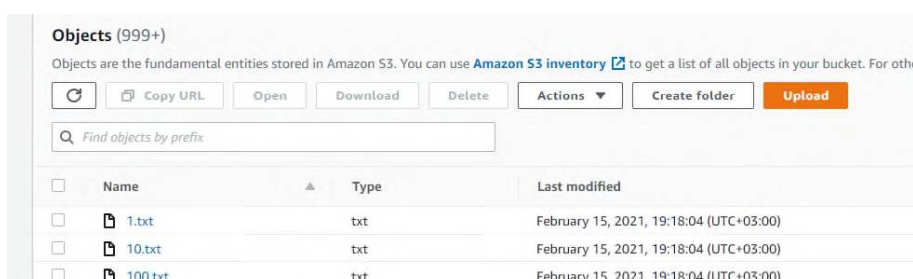 Objects (999+)
Objects are the fundamental entities stored in Amazon S3. You can use Amazon S3 inventory to get a list of all objects in your bucket. For othe
Copy URL Open Download Delete Actions Create folder Upload
Find objects by prefix
Name Type Last modified
1.txt txt February 15, 2021, 19:18:04 (UTC+03:00)
10.txt txt February 15, 2021, 19:18:04 (UTC+03:00)
100.txt txt February 15, 2021, 19:18:04 (UTC+03:00)